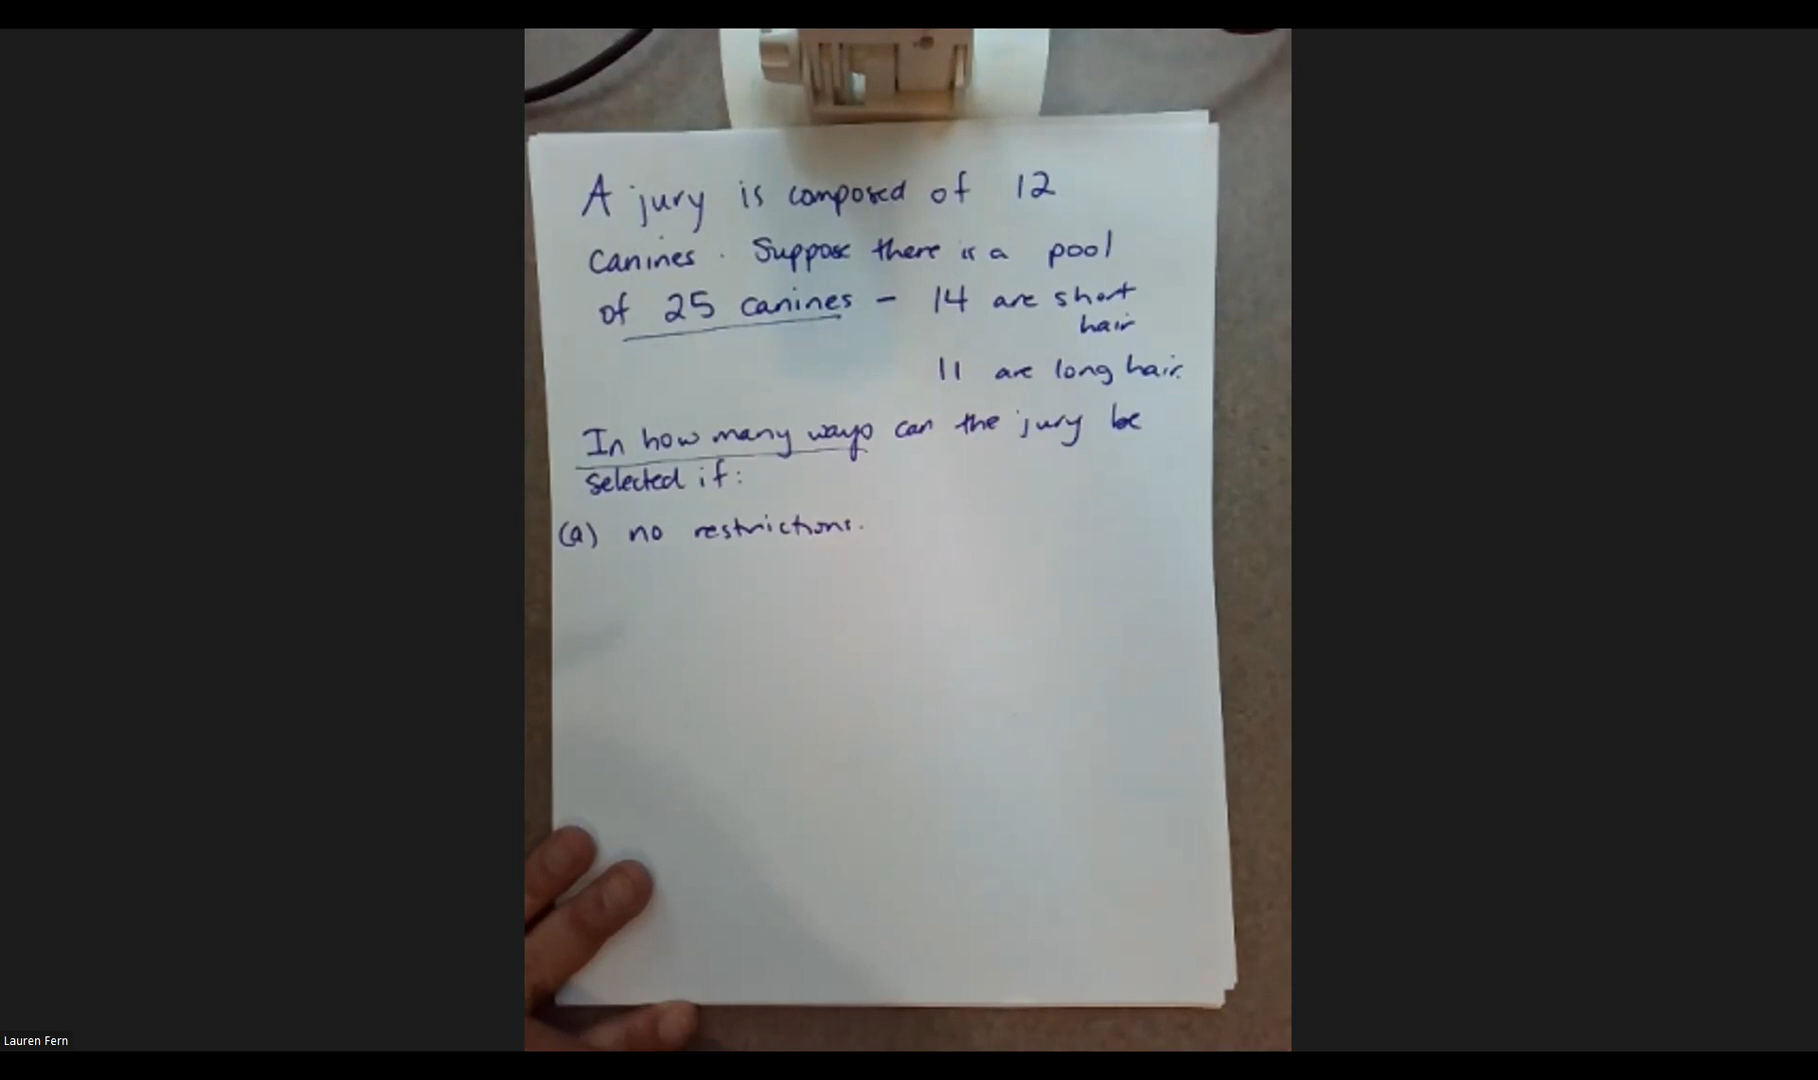 A jury is composed of 12
canines. Suppose there is a pool
of 25 canines - 14 are short
hair
11 are long hair.
In how many ways can the jury be
selected if:
(a) no restrictions.
Lauren Fern